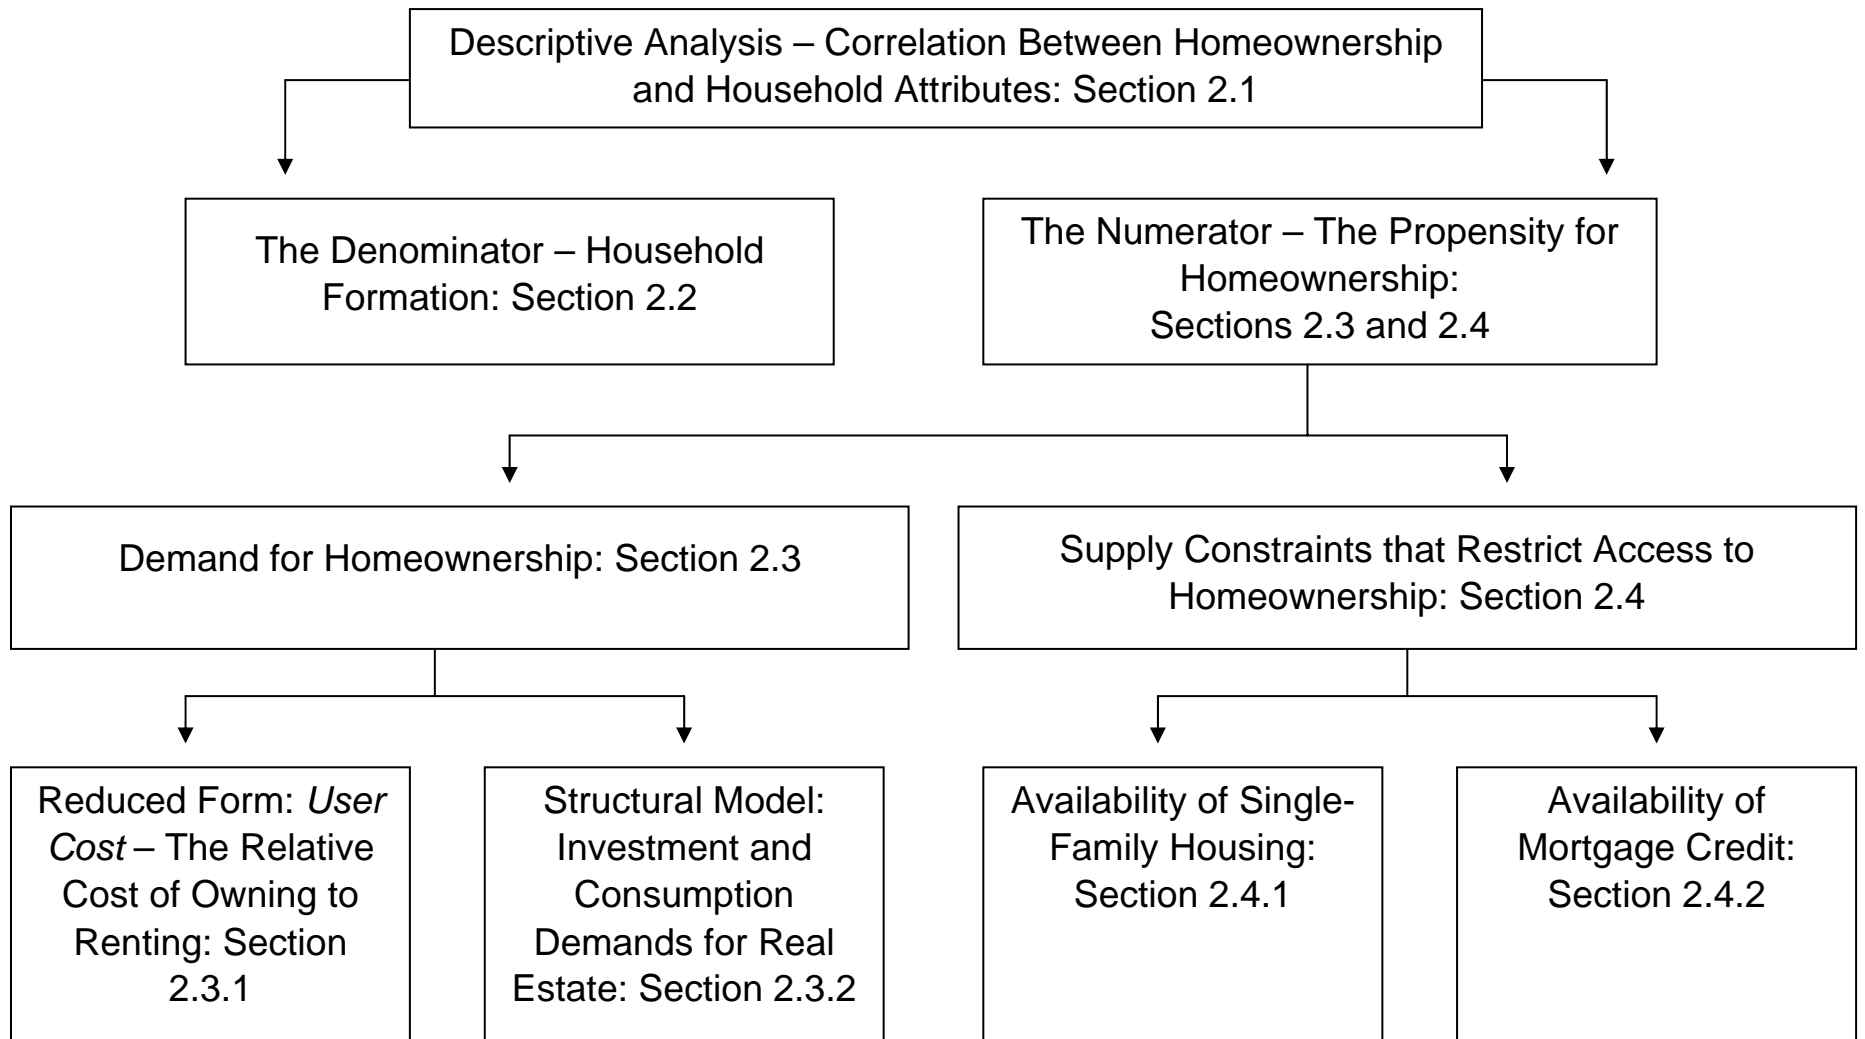 Descriptive Analysis – Correlation Between Homeownership
and Household Attributes: Section 2.1
The Denominator – Household
Formation: Section 2.2
The Numerator – The Propensity for
Homeownership:
Sections 2.3 and 2.4
Demand for Homeownership: Section 2.3
Supply Constraints that Restrict Access to
Homeownership: Section 2.4
Reduced Form: User
Cost – The Relative
Cost of Owning to
Renting: Section
2.3.1
Structural Model:
Investment and
Consumption
Demands for Real
Estate: Section 2.3.2
Availability of Single-
Family Housing:
Section 2.4.1
Availability of
Mortgage Credit:
Section 2.4.2